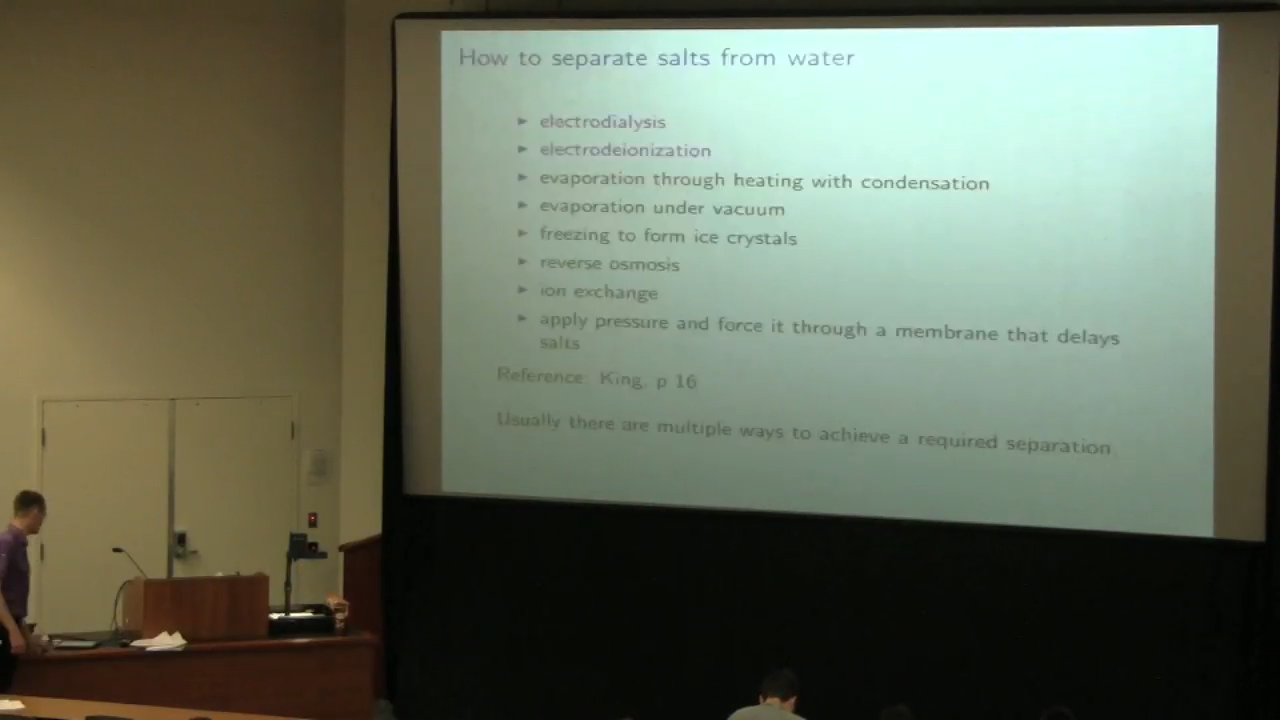 How to separate salts from water
► electrodialysis
► electrodeionization
► evaporation through heating with condensation
► evaporation under vacuum
► freezing to form ice crystals
► reverse osmosis
► ion exchange
► apply pressure and force it through a membrane that delays
salts
Reference: King, p 16
Usually there are multiple ways to achieve a required separation